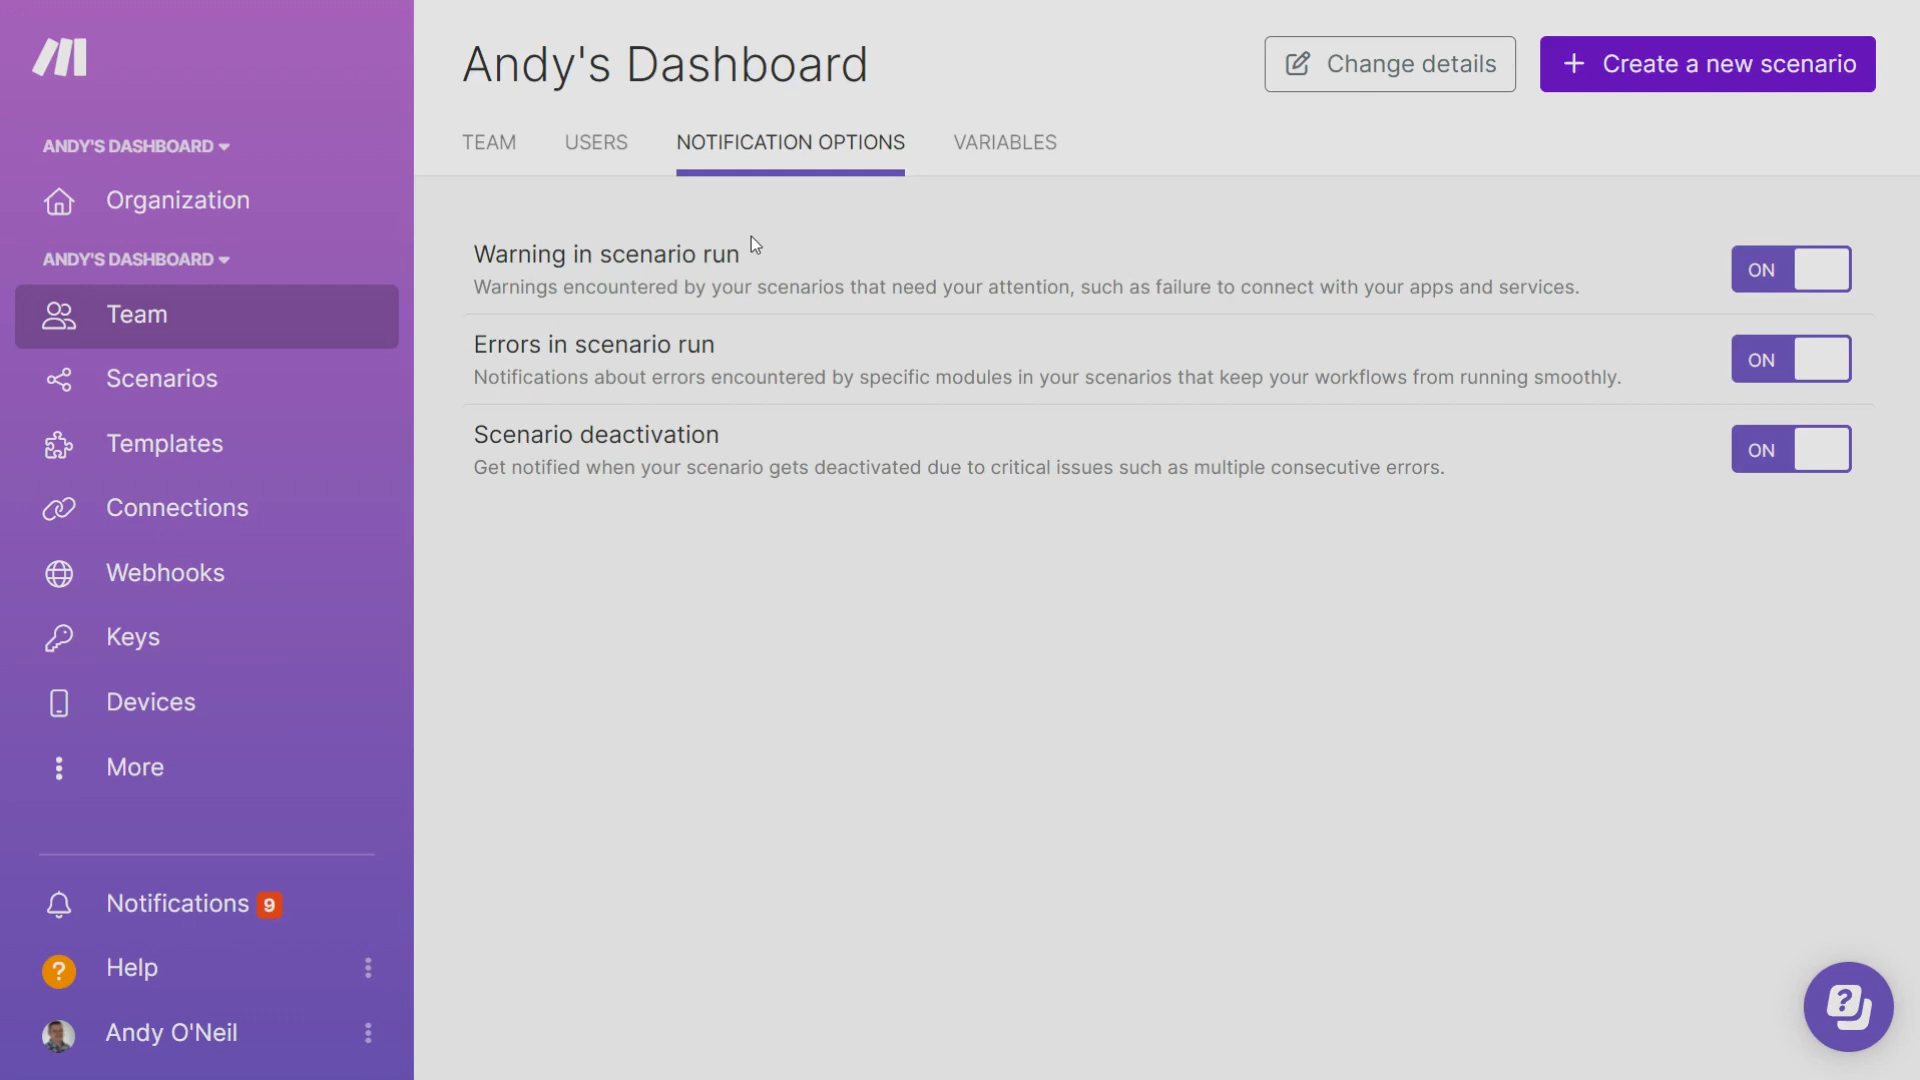 ANDY'S DASHBOARD
Organization
ANDY'S DASHBOARD
Team
Scenarios
Templates
Connections
Webhooks
Keys
Devices
More
Notifications 9
? Help
Andy O'Neil
Andy's Dashboard
Change details
+ Create a new scenario
TEAM USERS NOTIFICATION OPTIONS VARIABLES
Warning in scenario run
Warnings encountered by your scenarios that need your attention, such as failure to connect with your apps and services.
ON
Errors in scenario run
Notifications about errors encountered by specific modules in your scenarios that keep your workflows from running smoothly.
ON
Scenario deactivation
Get notified when your scenario gets deactivated due to critical issues such as multiple consecutive errors.
ON
?